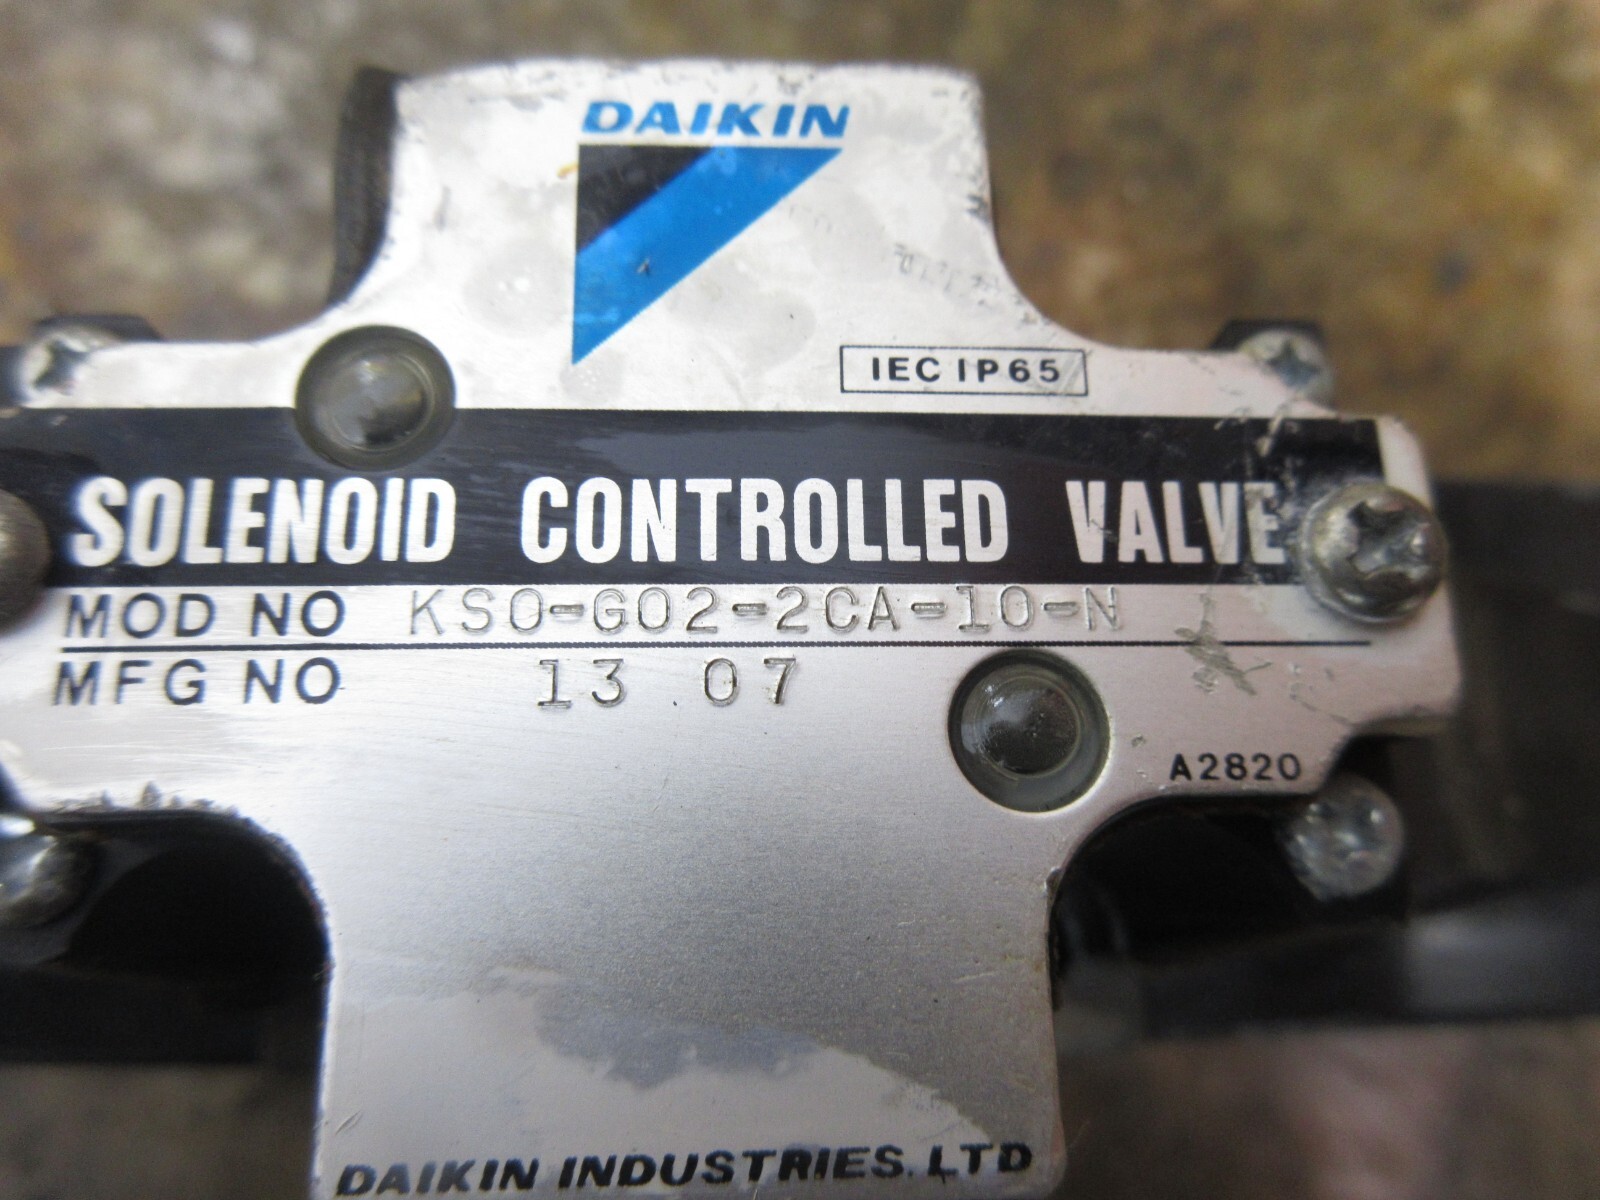 DAIKIN
IEC IP65
SOLENOID CONTROLLED VALVE
MOD NO KSO-G02-2CA-10-N
MFG NO 13 07
A2820
DAIKIN INDUSTRIES. LTD